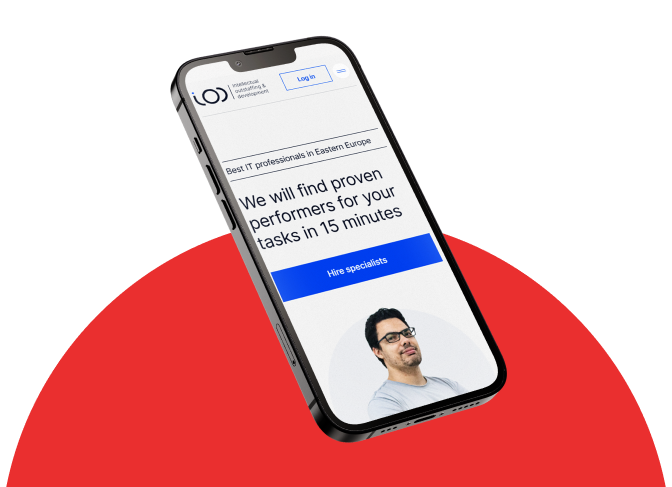 iOD
intellectual
outstaffing &
development
Log in
Best IT professionals in Eastern Europe
We will find proven
performers for your
tasks in 15 minutes
Hire specialists